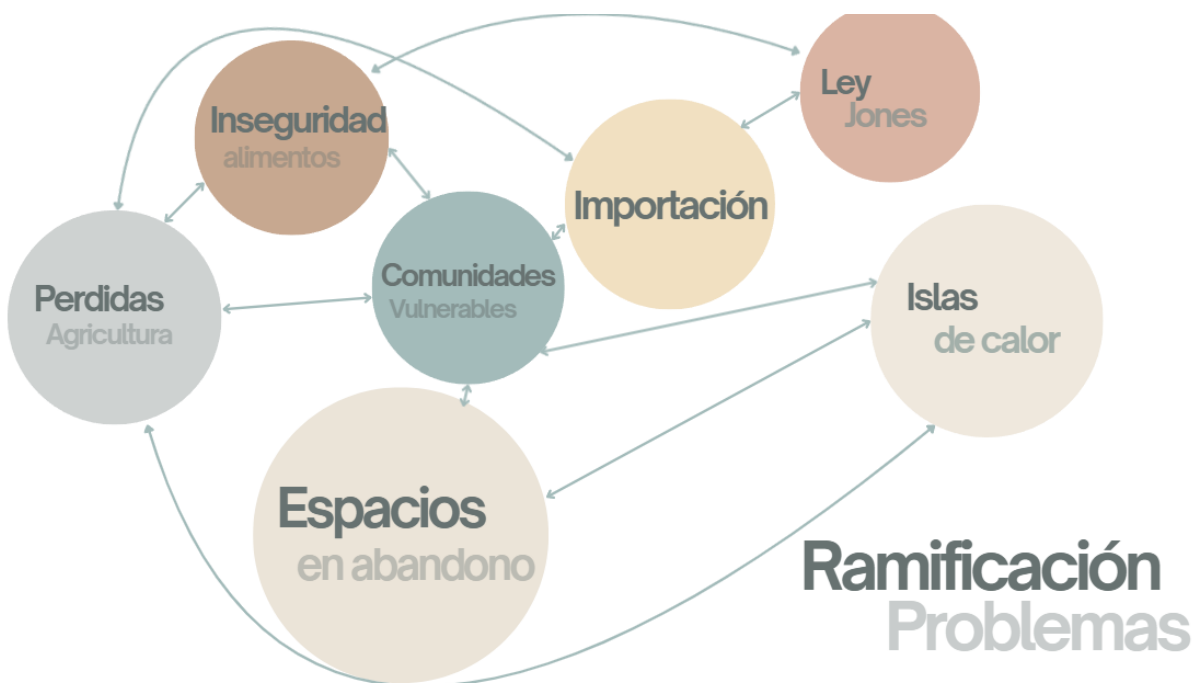 Ley
Jones
Inseguridad
alimentos
Importación
Comunidades
Vulnerables
Perdidas
Agricultura
Islas
de calor
Espacios
en abandono
Ramificación
Problemas